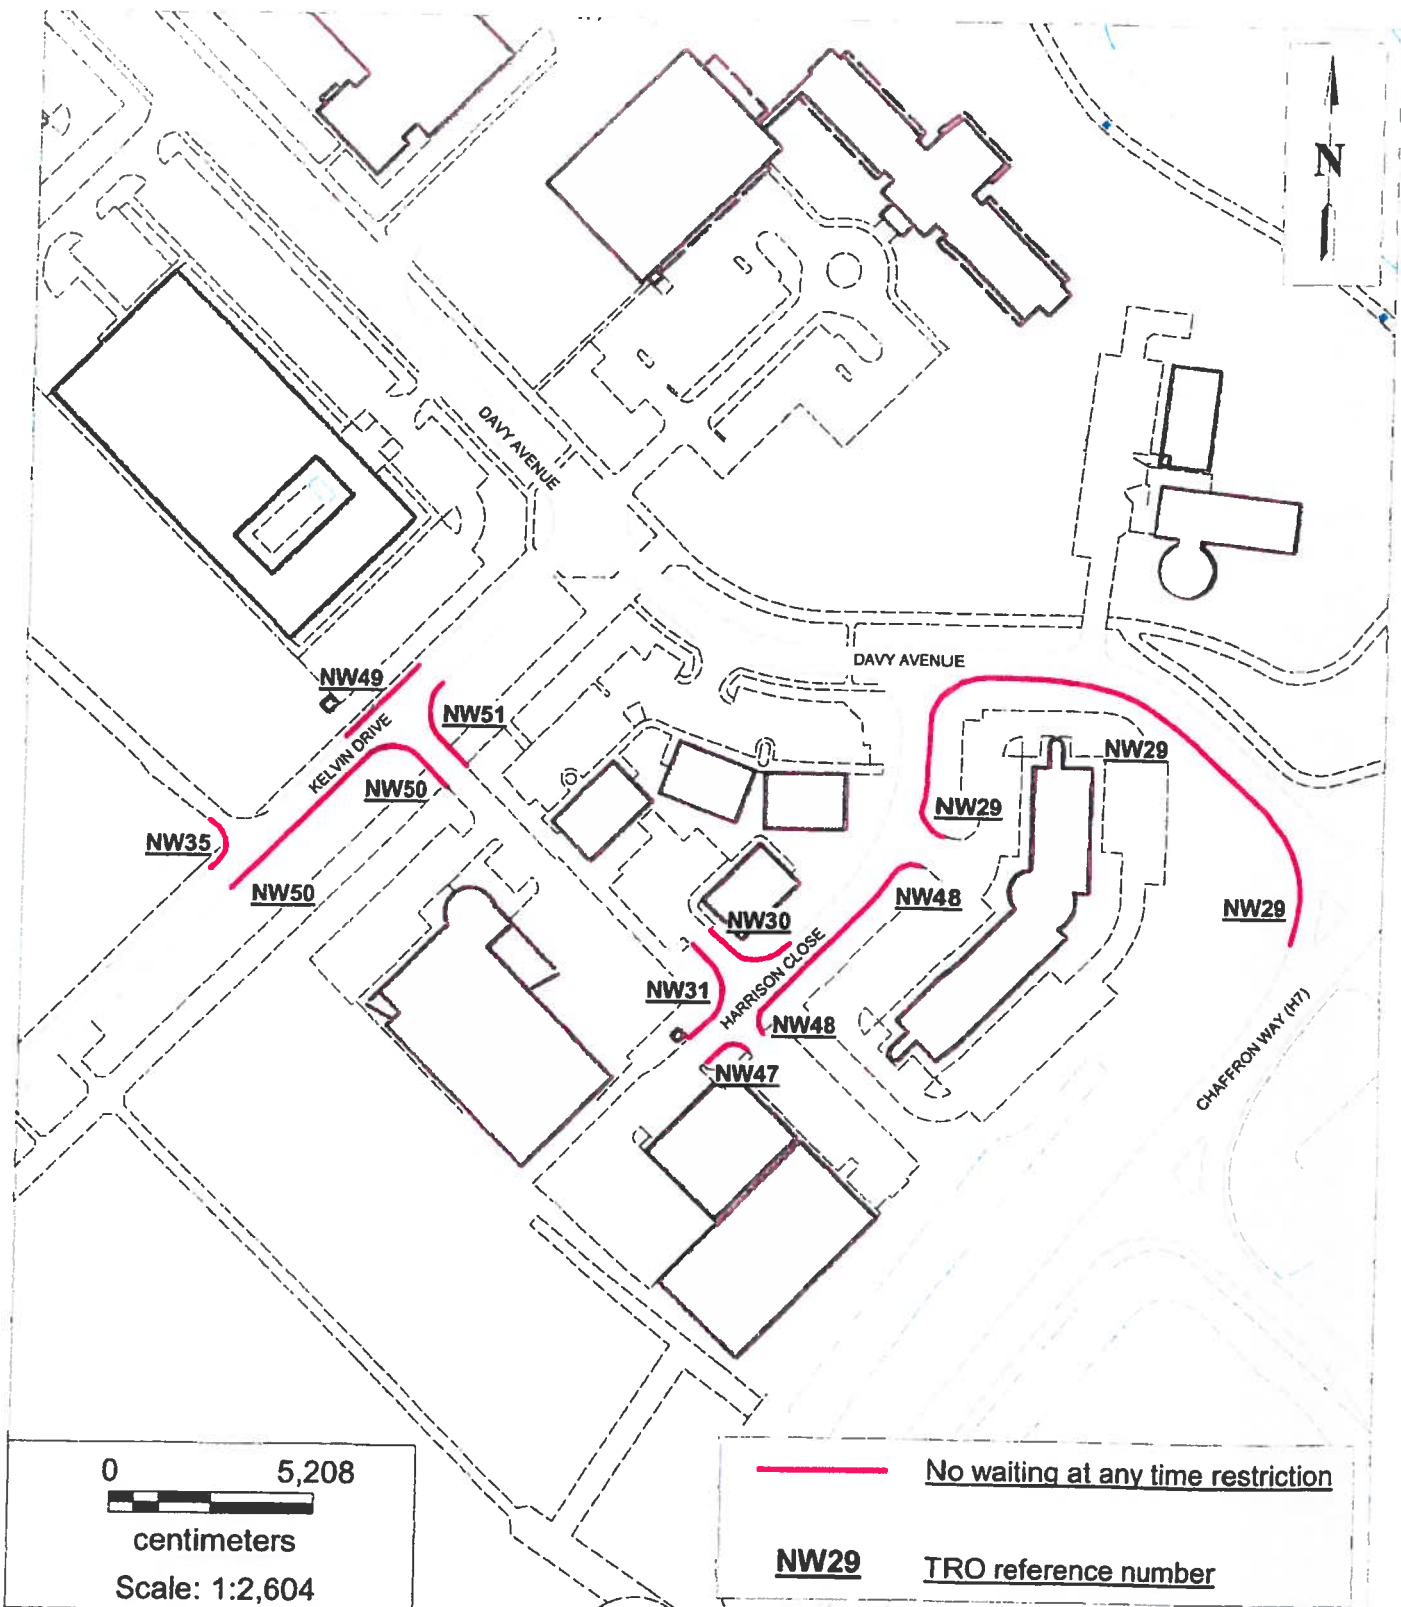 N
DAVY AVENUE
DAVY AVENUE
NW49
NW51
KELVIN DRIVE
NW29
NW50
NW29
NW35
NW50
NW48
NW30
NW29
HARRISON CLOSE
NW31
NW48
CHAFFRON WAY (H7)
NW47
0 5,208
centimeters
Scale: 1:2,604
No waiting at any time restriction
NW29 TRO reference number